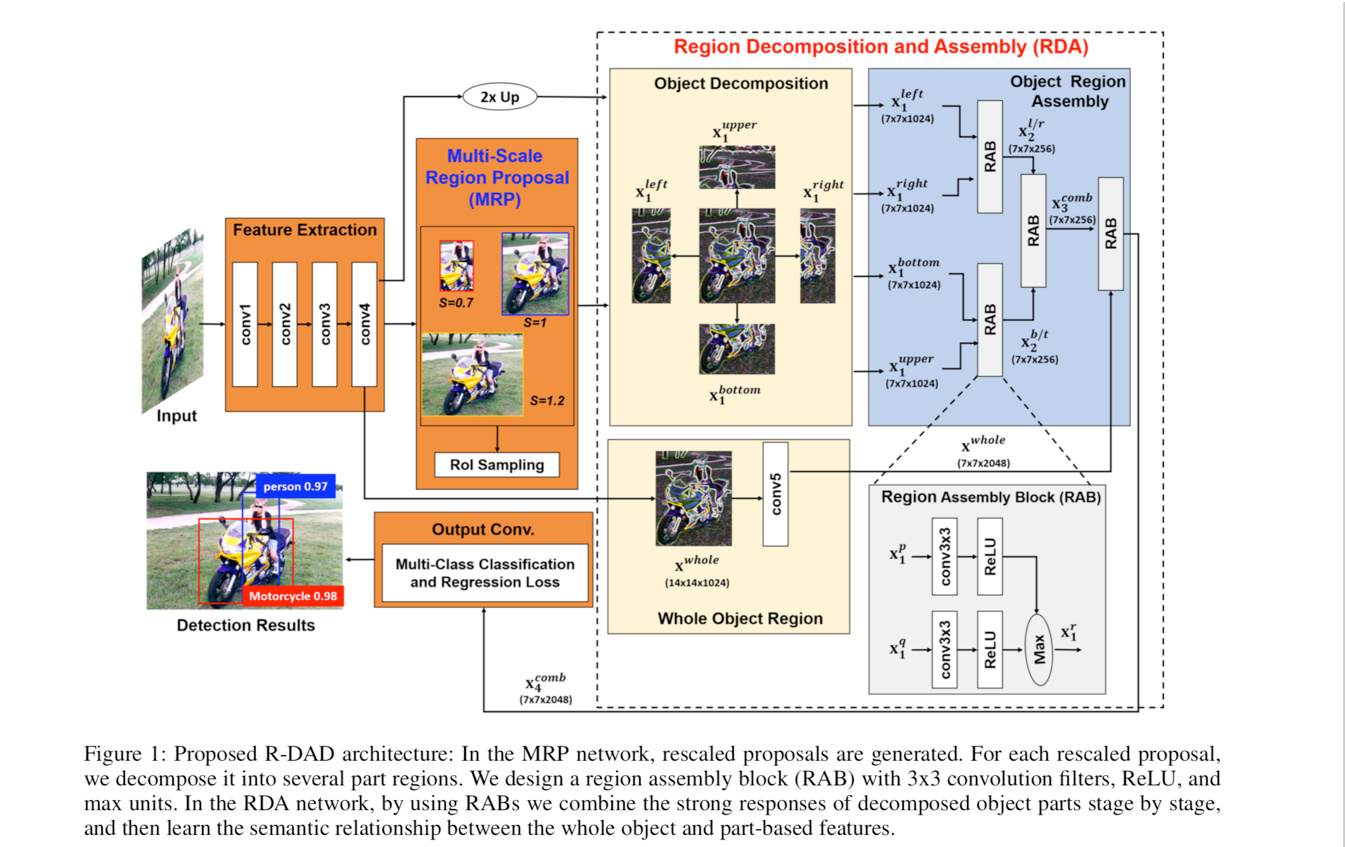 Region Decomposition and Assembly (RDA)
2x Up
Object Decomposition
x_1^{upper}
x_1^{left}
x_1^{right}
x_1^{bottom}
Object Region
Assembly
x_1^{left}
(7x7x1024)
x_1^{right}
(7x7x1024)
x_1^{bottom}
(7x7x1024)
x_1^{upper}
(7x7x1024)
RAB
RAB
x_2^{l/r}
(7x7x256)
x_2^{b/t}
(7x7x256)
RAB
x_3^{comb}
(7x7x256)
RAB
Multi-Scale
Region Proposal
(MRP)
S=0.7
S=1
S=1.2
RoI Sampling
Feature Extraction
conv1
conv2
conv3
conv4
Input
x^{whole}
(14x14x1024)
conv5
Whole Object Region
x^{whole}
(7x7x2048)
Region Assembly Block (RAB)
x_1^p
conv3x3
ReLU
x_1^q
conv3x3
ReLU
Max
x_1^r
person 0.97
Motorcycle 0.98
Detection Results
Output Conv.
Multi-Class Classification
and Regression Loss
x_4^{comb}
(7x7x2048)
Figure 1: Proposed R-DAD architecture: In the MRP network, rescaled proposals are generated. For each rescaled proposal,
we decompose it into several part regions. We design a region assembly block (RAB) with 3x3 convolution filters, ReLU, and
max units. In the RDA network, by using RABs we combine the strong responses of decomposed object parts stage by stage,
and then learn the semantic relationship between the whole object and part-based features.